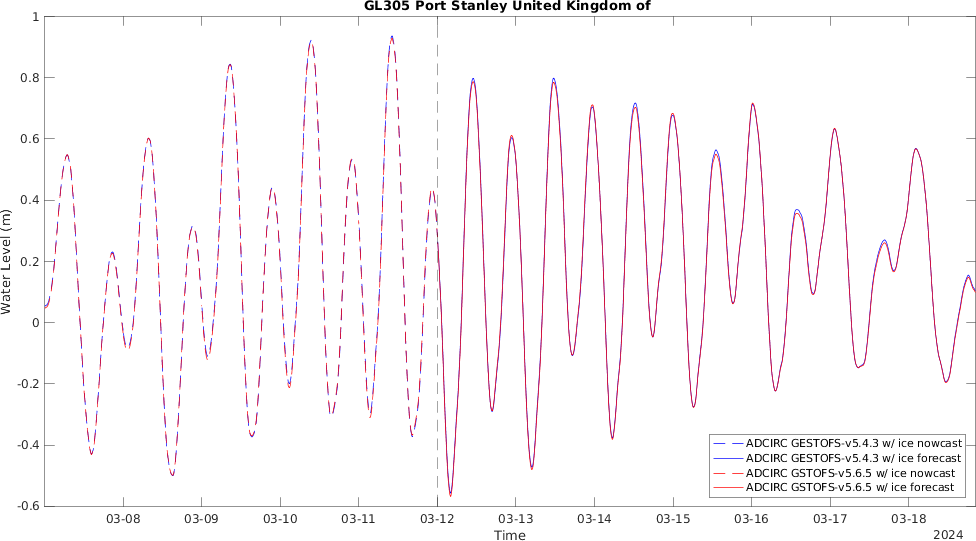 GL305 Port Stanley United Kingdom of
1
0.8
0.6
0.4
0.2
0
-0.2
-0.4
-0.6
Water Level (m)
03-08 03-09 03-10 03-11 03-12 03-13 03-14 03-15 03-16 03-17 03-18
Time
2024
ADCIRC GESTOFS-v5.4.3 w/ ice nowcast
ADCIRC GESTOFS-v5.4.3 w/ ice forecast
ADCIRC GSTOFS-v5.6.5 w/ ice nowcast
ADCIRC GSTOFS-v5.6.5 w/ ice forecast